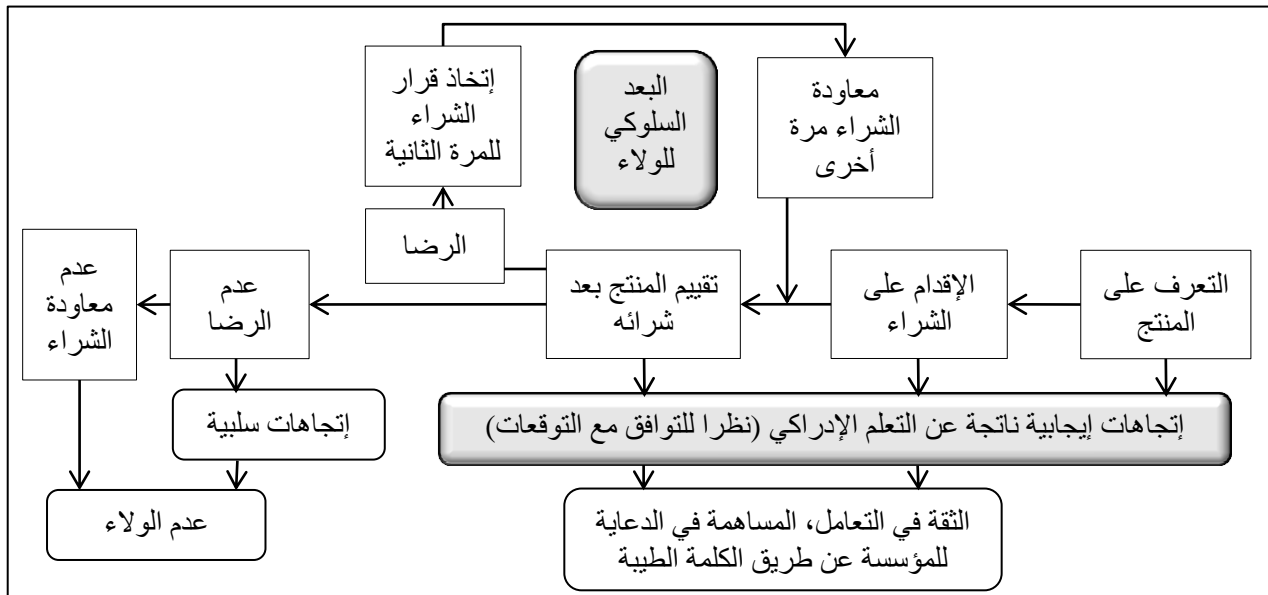 معاودة
الشراء مرة
أخرى
البعد
السلوكي
للولاء
إتخاذ قرار
الشراء
للمرة الثانية
الرضا
التعرف على
المنتج
الإقدام على
الشراء
تقييم المنتج بعد
شرائه
عدم
الرضا
عدم
معاودة
الشراء
إتجاهات إيجابية ناتجة عن التعلم الإدراكي (نظرا للتوافق مع التوقعات)
إتجاهات سلبية
الثقة في التعامل، المساهمة في الدعاية
للمؤسسة عن طريق الكلمة الطيبة
عدم الولاء